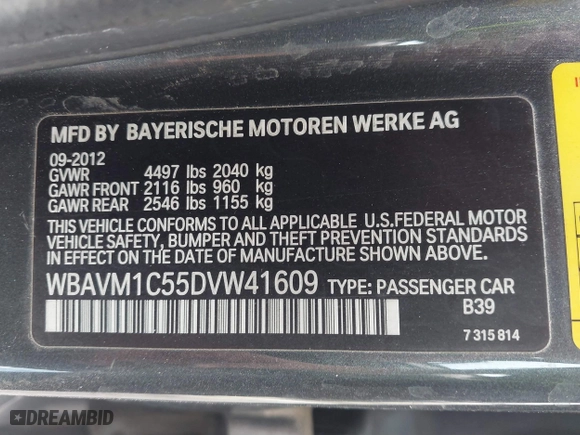 MFD BY BAYERISCHE MOTOREN WERKE AG
09-2012
GVWR 4497 lbs 2040 kg
GAWR FRONT 2116 lbs 960 kg
GAWR REAR 2546 lbs 1155 kg
THIS VEHICLE CONFORMS TO ALL APPLICABLE U.S.FEDERAL MOTOR
VEHICLE SAFETY, BUMPER AND THEFT PREVENTION STANDARDS
IN EFFECT ON THE DATE OF MANUFACTURE SHOWN ABOVE.
WBAVM1C55DVW41609 TYPE: PASSENGER CAR
B39
7 315 814
DREAMBID